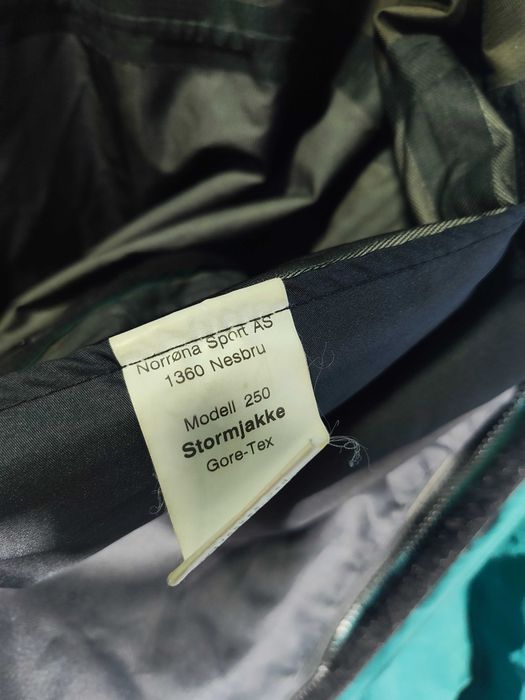 Norrøna Sport AS
1360 Nesbru
Modell 250
Stormjakke
Gore-Tex